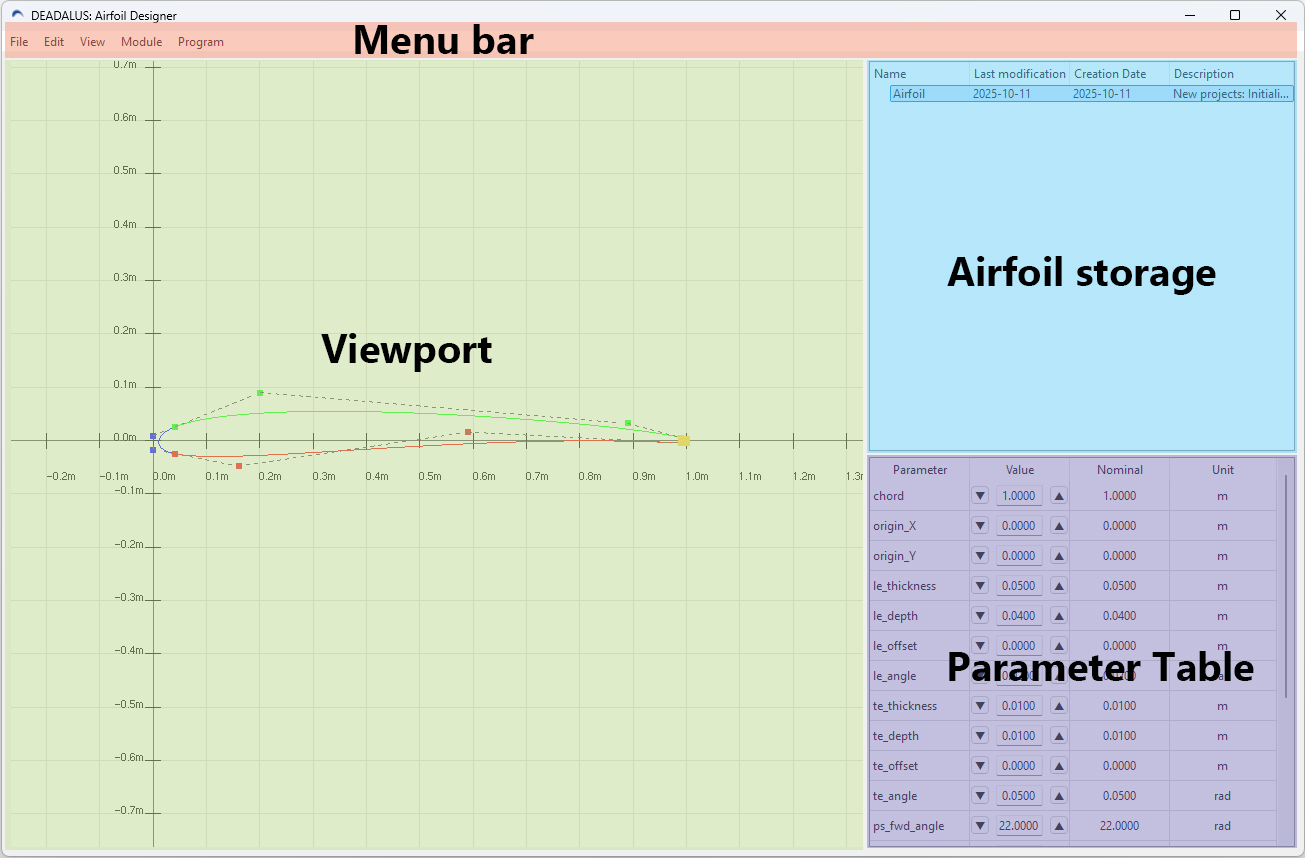 DEADALUS: Airfoil Designer
Menu bar
File Edit View Module Program
Name Last modification Creation Date Description
Airfoil 2025-10-11 2025-10-11 New projects: Initiali...
Airfoil storage
Viewport
0.7m
0.6m
0.5m
0.4m
0.3m
0.2m
0.1m
0.0m
-0.2m -0.1m 0.0m 0.1m 0.2m 0.3m 0.4m 0.5m 0.6m 0.7m 0.8m 0.9m 1.0m 1.1m 1.2m 1.3m
-0.1m
-0.2m
-0.3m
-0.4m
-0.5m
-0.6m
-0.7m
Parameter Value Nominal Unit
chord ▼ 1.0000 ▲ 1.0000 m
origin_X ▼ 0.0000 ▲ 0.0000 m
origin_Y ▼ 0.0000 ▲ 0.0000 m
le_thickness ▼ 0.0500 ▲ 0.0500 m
le_depth ▼ 0.0400 ▲ 0.0400 m
le_offset ▼ 0.0000 ▲ 0.0000 m
Parameter Table
le_angle
te_thickness ▼ 0.0100 ▲ 0.0100 m
te_depth ▼ 0.0100 ▲ 0.0100 m
te_offset ▼ 0.0000 ▲ 0.0000 m
te_angle ▼ 0.0500 ▲ 0.0500 rad
ps_fwd_angle ▼ 22.0000 ▲ 22.0000 rad